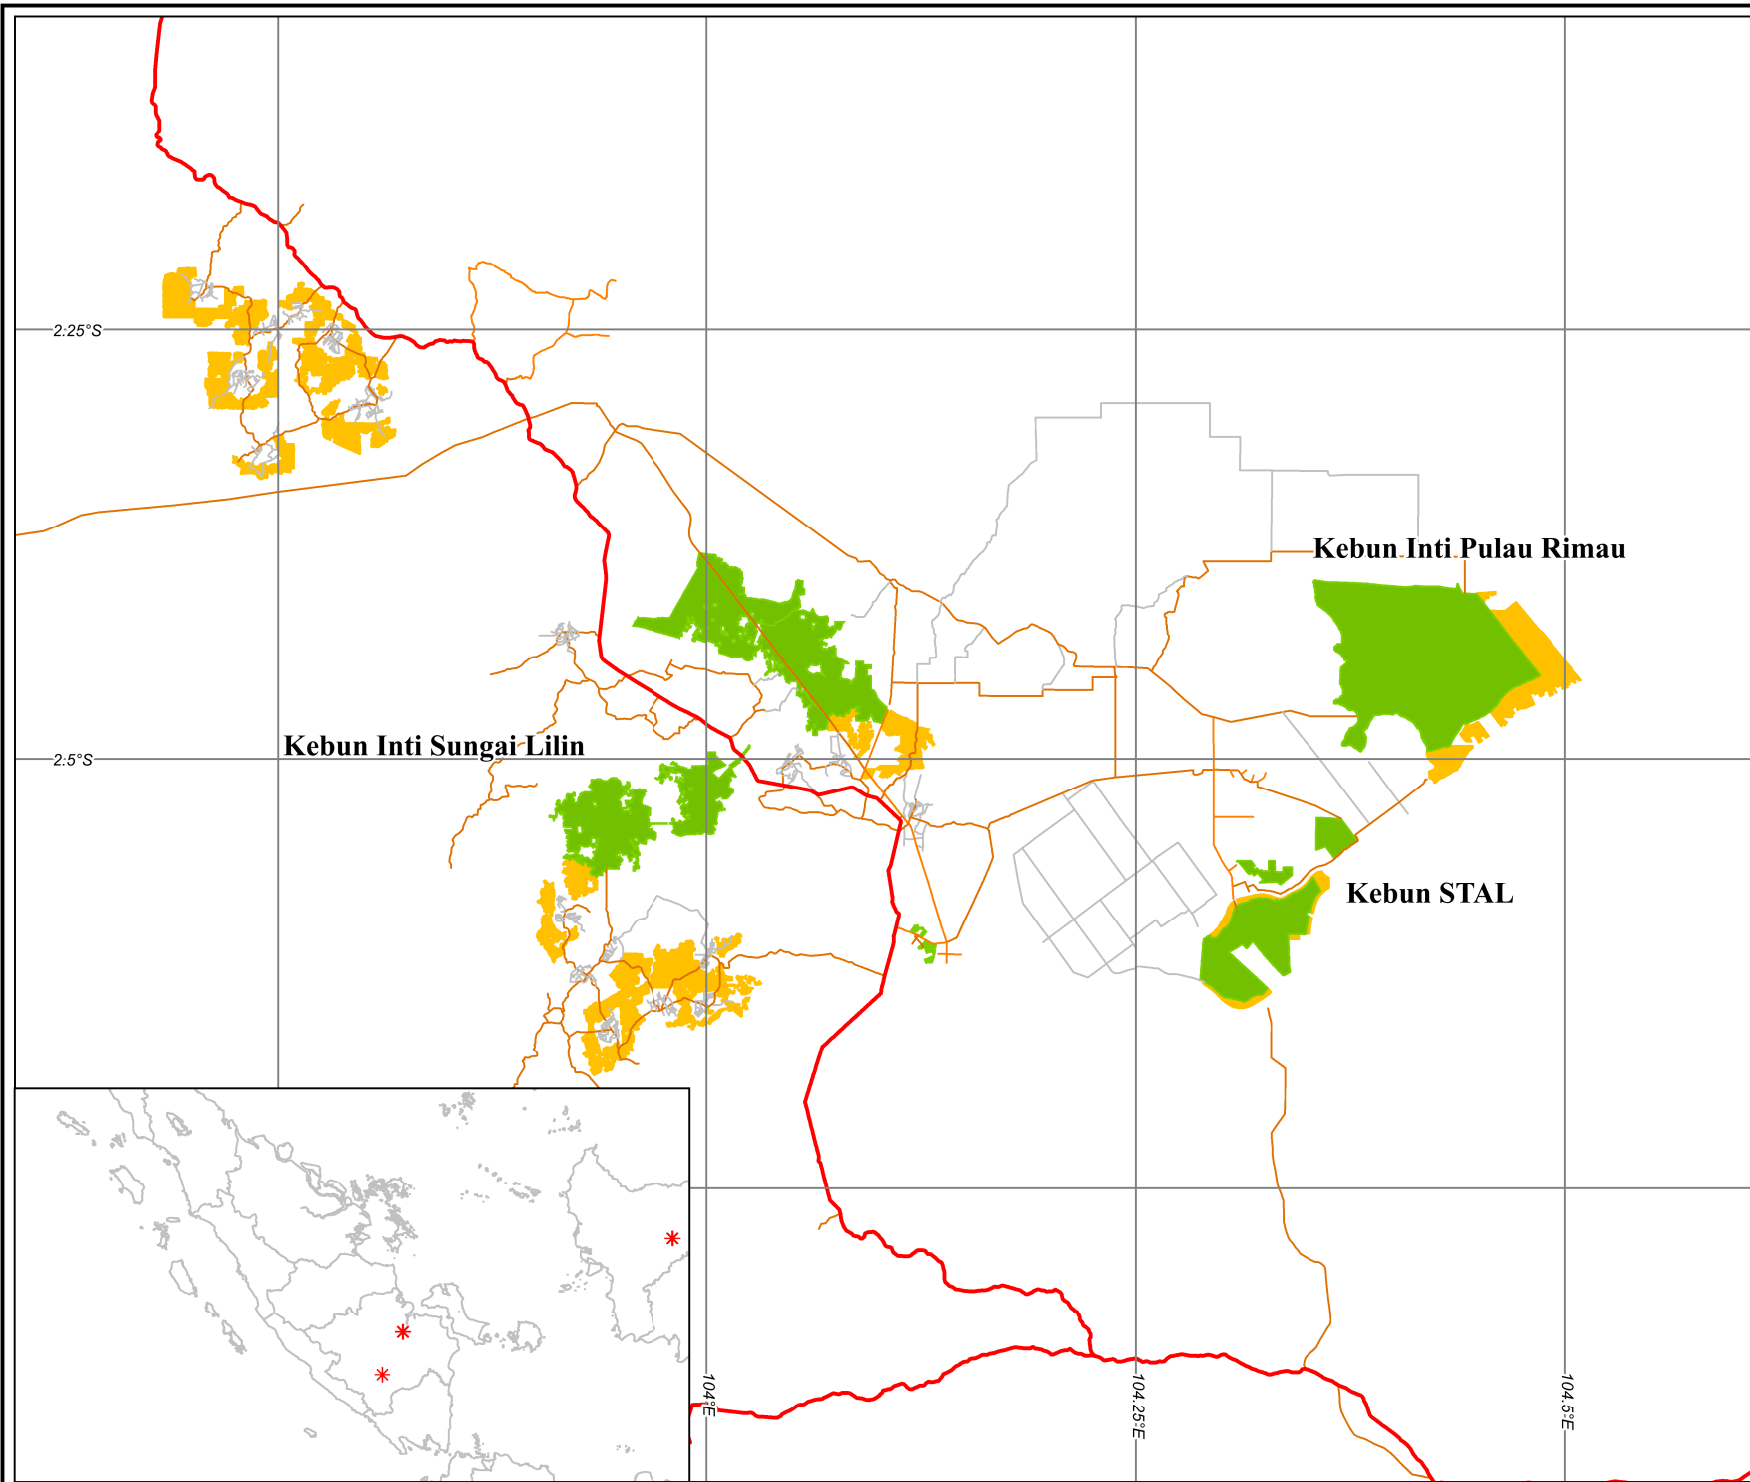 2.25°S
Kebun Inti Pulau Rimau
Kebun Inti Sungai Lilin
2.5°S
Kebun STAL
104°E
104.25°E
104.5°E